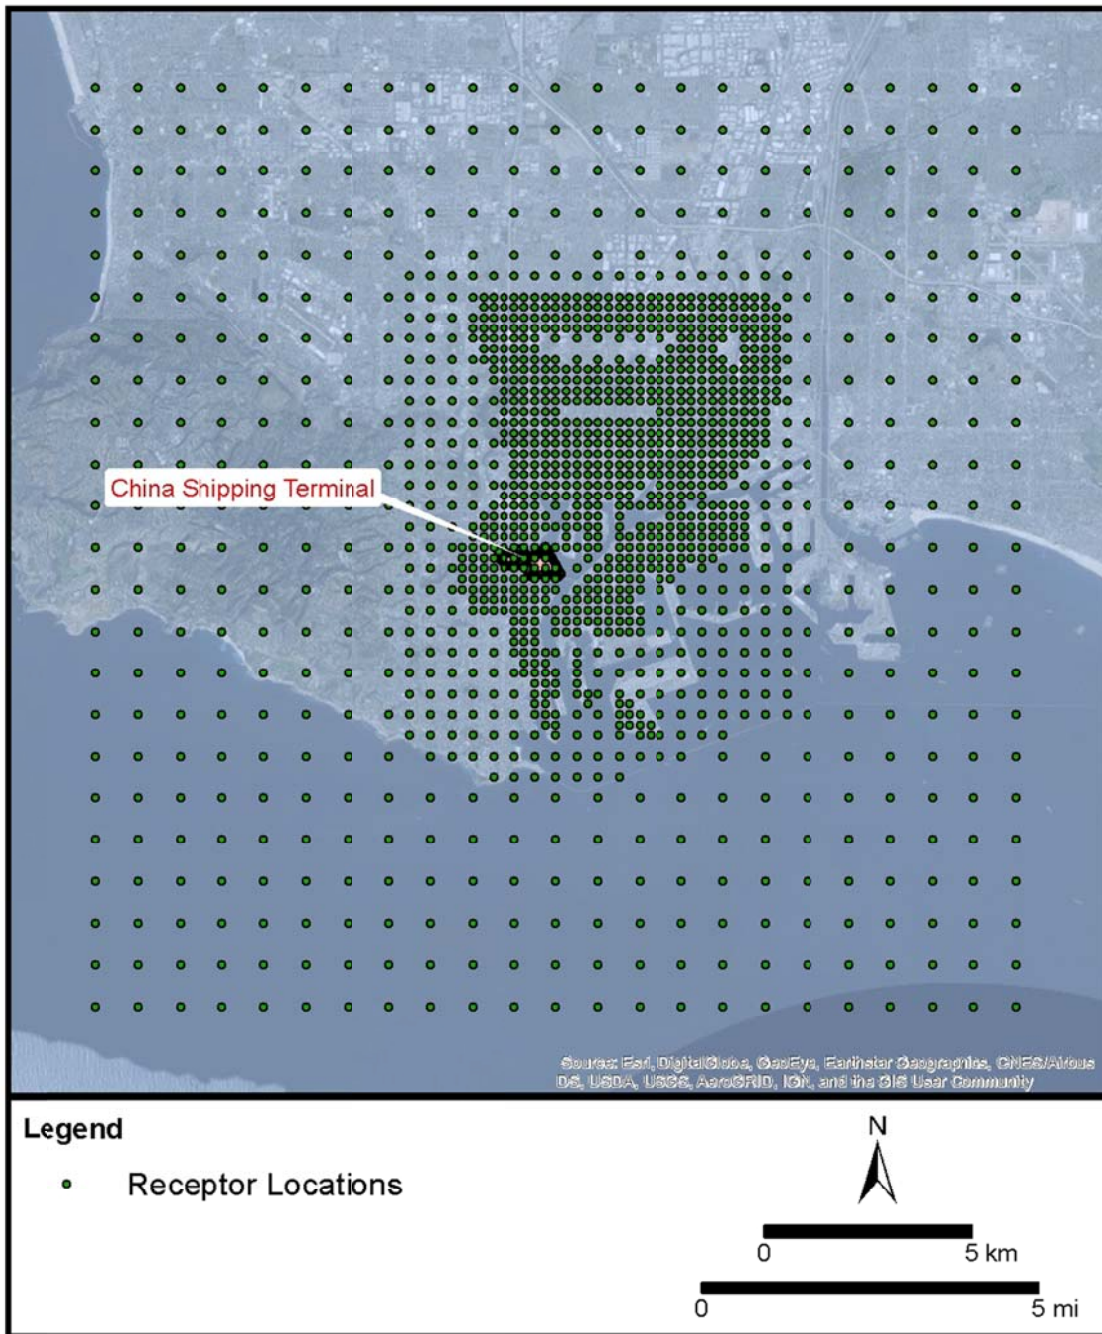 China Shipping Terminal
Source: Esri, DigitalGlobe, GeoEye, Earthstar Geographics, CNES/Airbus
DS, USDA, USGS, AeroGRID, IGN, and the GIS User Community
Legend
Receptor Locations
N
0 5 km
0 5 mi